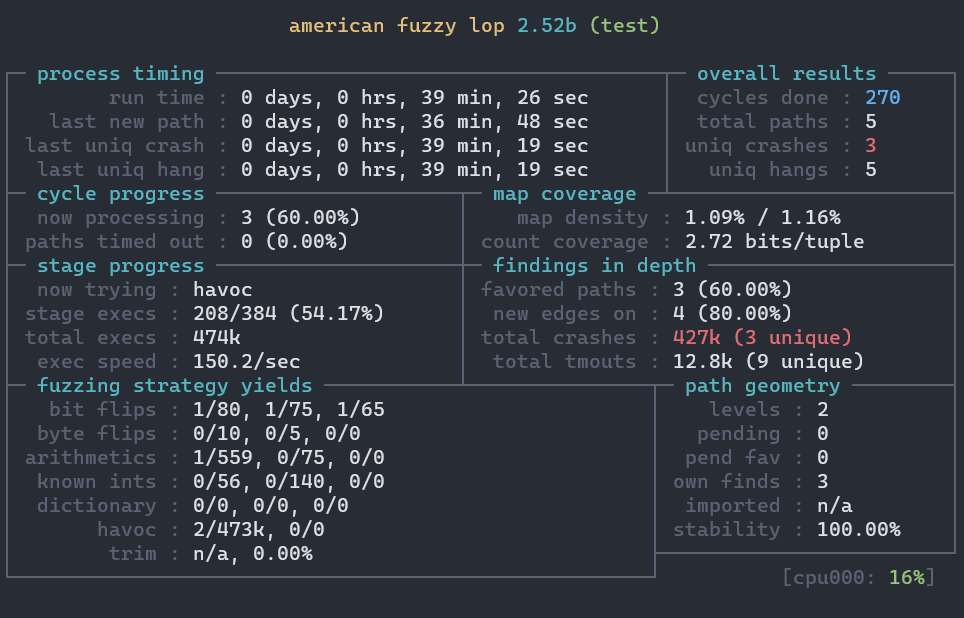 american fuzzy lop 2.52b (test)
process timing
run time : 0 days, 0 hrs, 39 min, 26 sec
last new path : 0 days, 0 hrs, 36 min, 48 sec
last uniq crash : 0 days, 0 hrs, 39 min, 19 sec
last uniq hang : 0 days, 0 hrs, 39 min, 19 sec
overall results
cycles done : 270
total paths : 5
uniq crashes : 3
uniq hangs : 5
cycle progress
now processing : 3 (60.00%)
paths timed out : 0 (0.00%)
map coverage
map density : 1.09% / 1.16%
count coverage : 2.72 bits/tuple
stage progress
now trying : havoc
stage execs : 208/384 (54.17%)
total execs : 474k
exec speed : 150.2/sec
findings in depth
favored paths : 3 (60.00%)
new edges on : 4 (80.00%)
total crashes : 427k (3 unique)
total tmouts : 12.8k (9 unique)
fuzzing strategy yields
bit flips : 1/80, 1/75, 1/65
byte flips : 0/10, 0/5, 0/0
arithmetics : 1/559, 0/75, 0/0
known ints : 0/56, 0/140, 0/0
dictionary : 0/0, 0/0, 0/0
havoc : 2/473k, 0/0
trim : n/a, 0.00%
path geometry
levels : 2
pending : 0
pend fav : 0
own finds : 3
imported : n/a
stability : 100.00%
[cpu000: 16%]